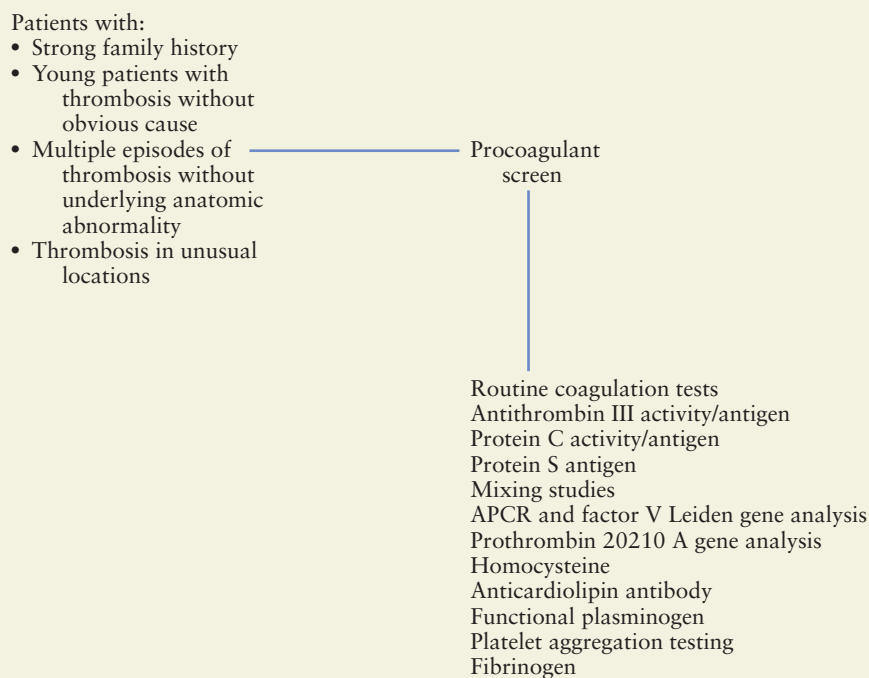 Patients with:
• Strong family history
• Young patients with
thrombosis without
obvious cause
• Multiple episodes of
thrombosis without
underlying anatomic
abnormality
• Thrombosis in unusual
locations
Procoagulant
screen
Routine coagulation tests
Antithrombin III activity/antigen
Protein C activity/antigen
Protein S antigen
Mixing studies
APCR and factor V Leiden gene analysis
Prothrombin 20210 A gene analysis
Homocysteine
Anticardiolipin antibody
Functional plasminogen
Platelet aggregation testing
Fibrinogen